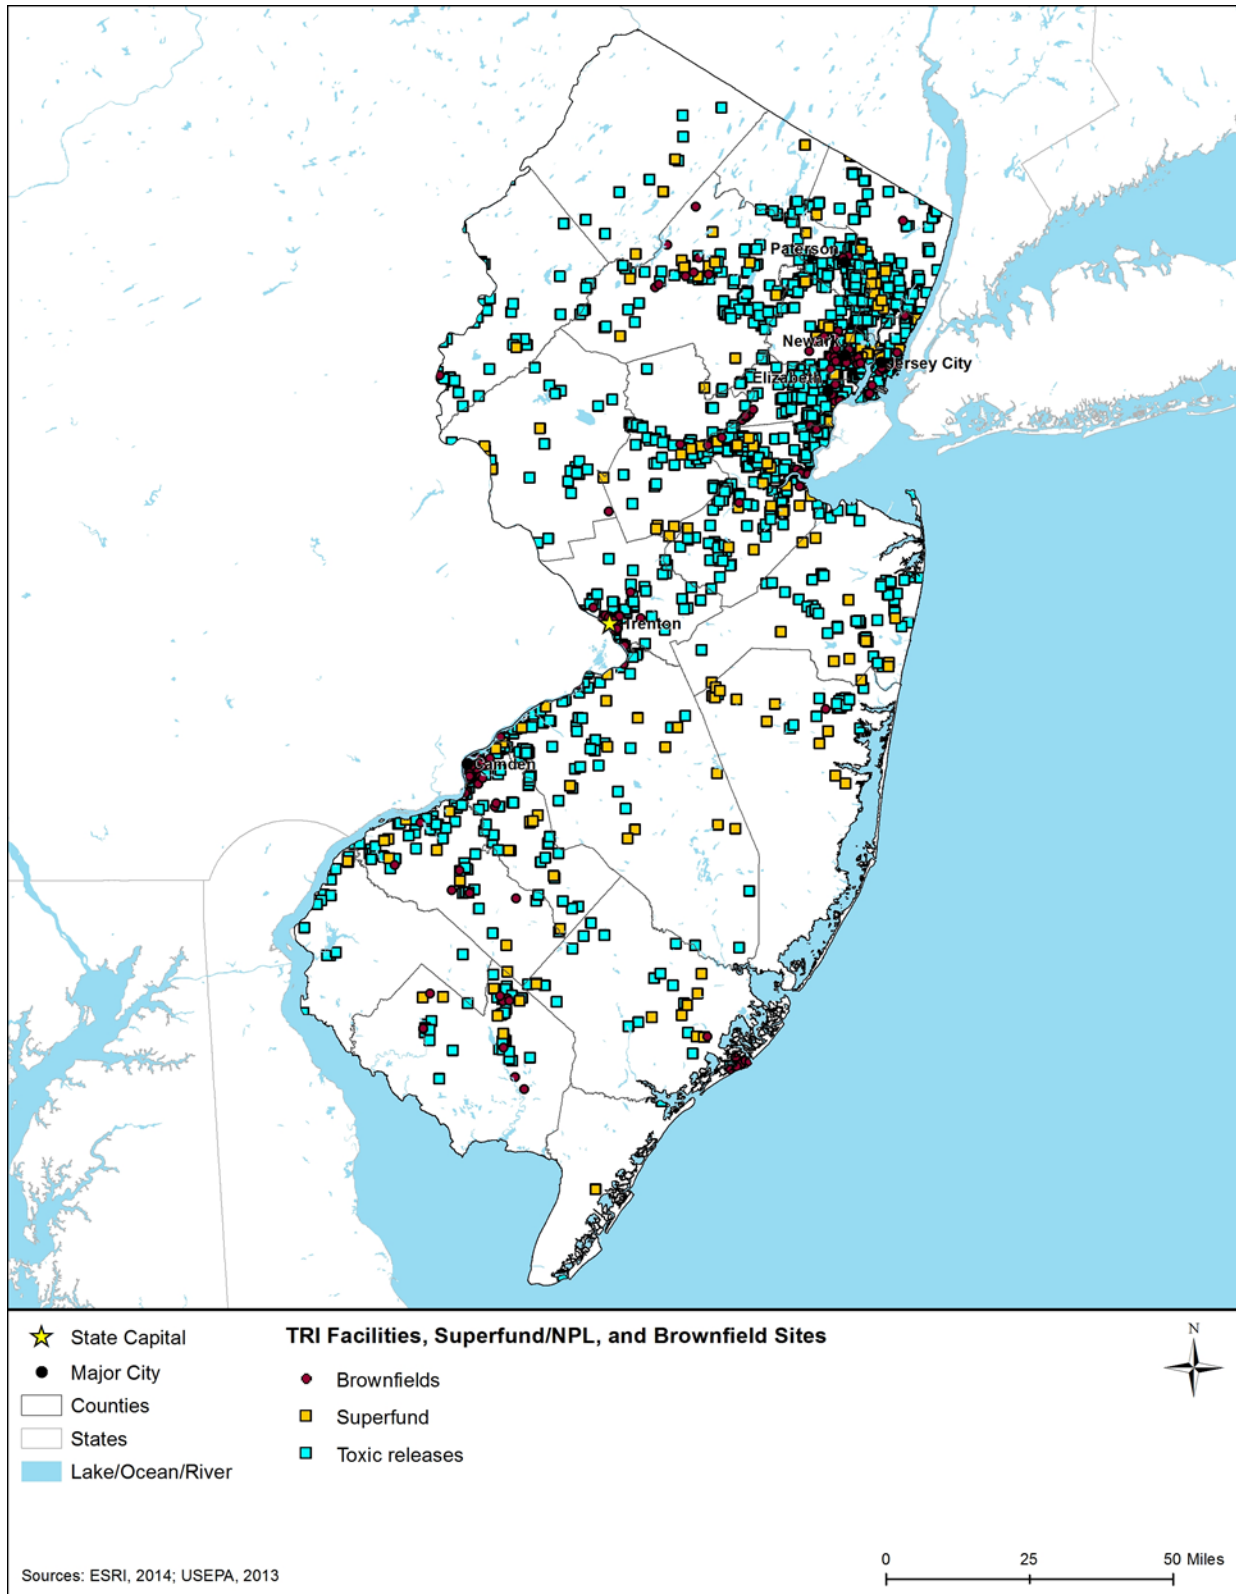 Paterson
Newark
Jersey City
Elizabeth
Trenton
Camden
State Capital
Major City
Counties
States
Lake/Ocean/River
TRI Facilities, Superfund/NPL, and Brownfield Sites
Brownfields
Superfund
Toxic releases
N
Sources: ESRI, 2014; USEPA, 2013
0 25 50 Miles